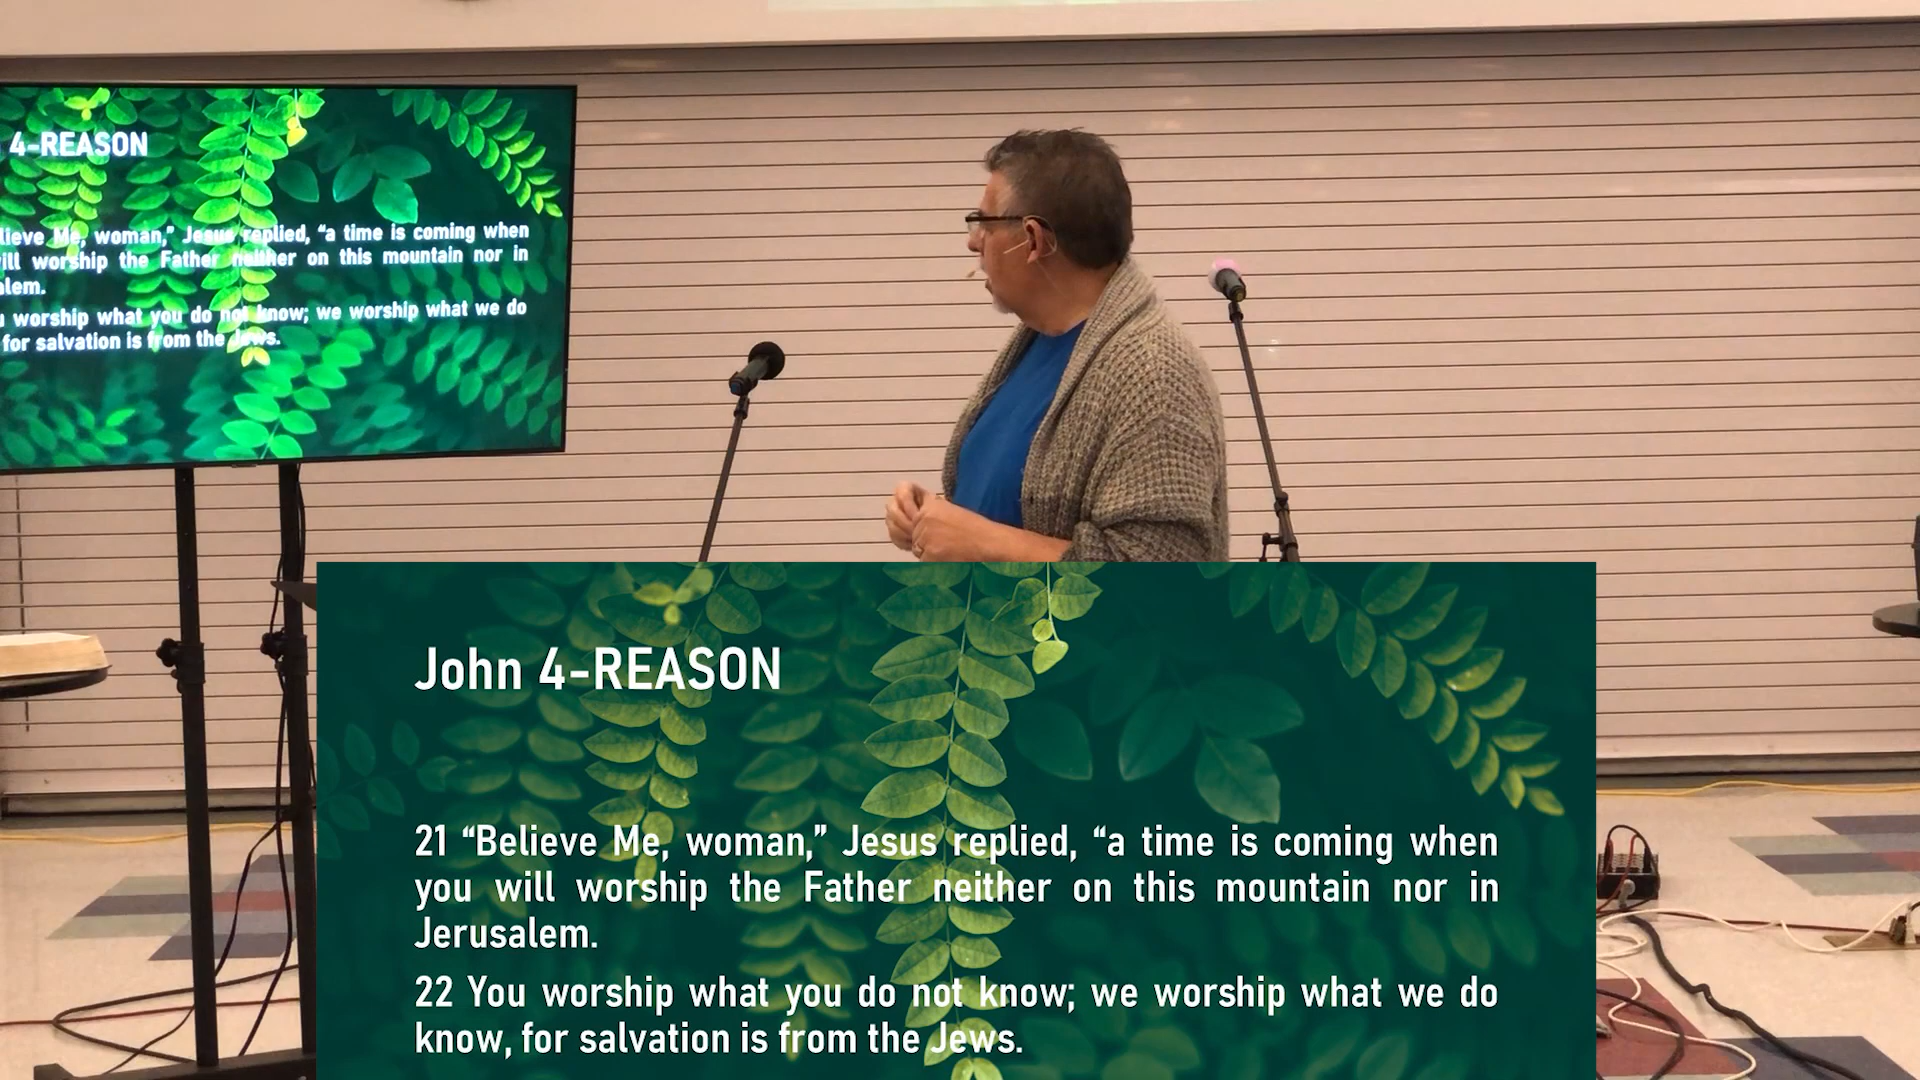 4-REASON
lieve Me, woman,” Jesus replied, “a time is coming when
ill worship the Father neither on this mountain nor in
alem.
u worship what you do not know; we worship what we do
for salvation is from the Jews.
John 4-REASON
21 “Believe Me, woman,” Jesus replied, “a time is coming when
you will worship the Father neither on this mountain nor in
Jerusalem.
22 You worship what you do not know; we worship what we do
know, for salvation is from the Jews.